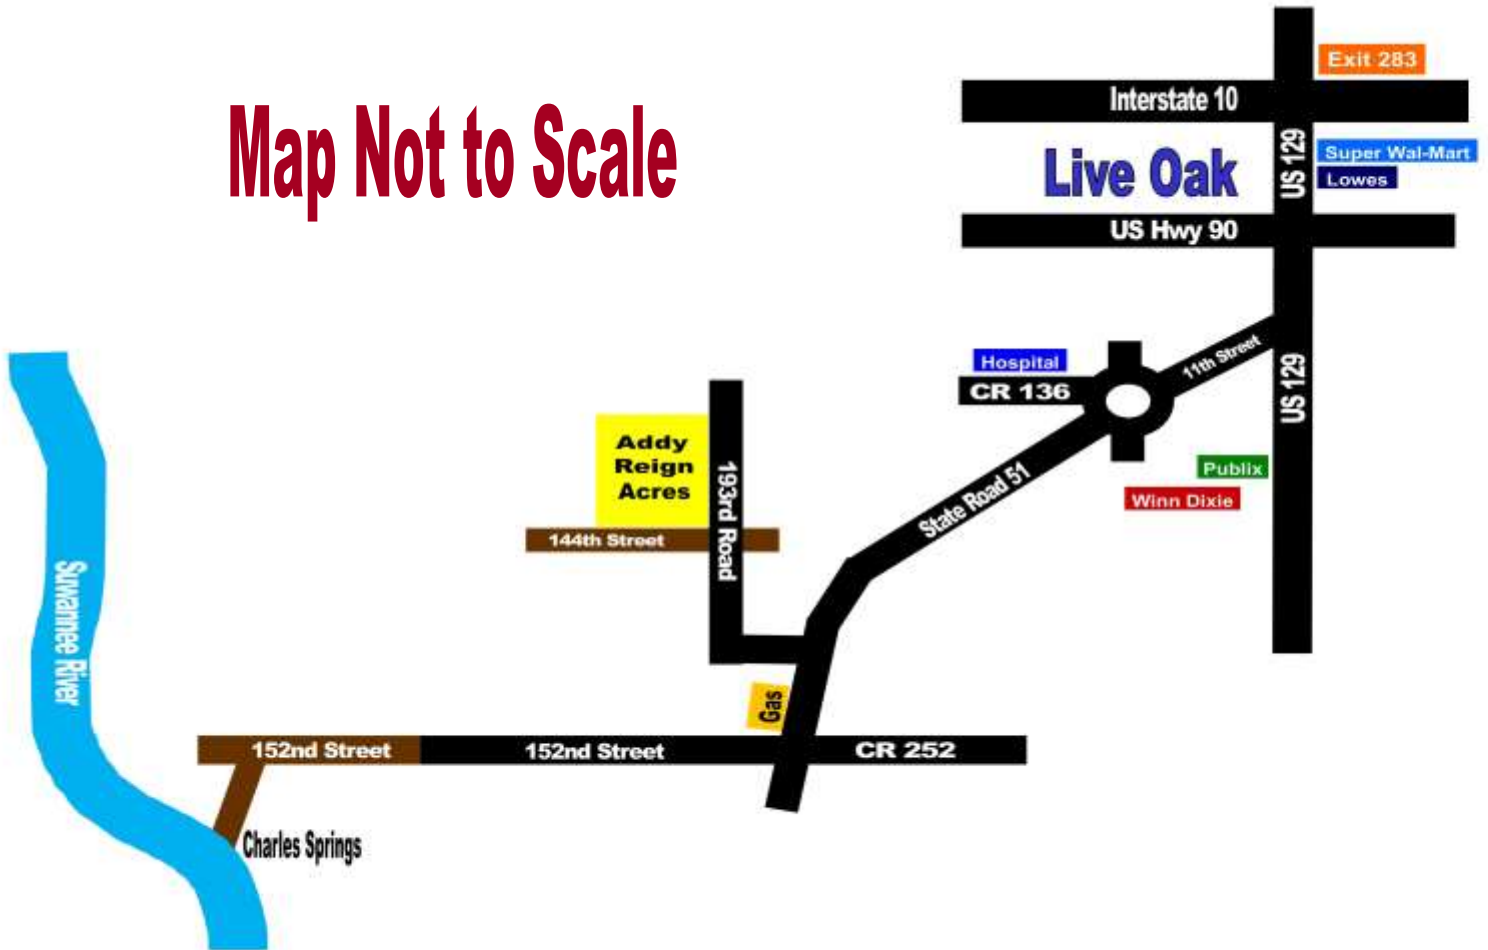 Exit 283
Interstate 10
Map Not to Scale
Live Oak
US 129
Super Wal-Mart
Lowes
US Hwy 90
11th Street
Hospital
CR 136
US 129
Addy
Reign
Acres
193rd Road
State Road 51
Publix
Winn Dixie
144th Street
Suwannee River
Gas
152nd Street
152nd Street
CR 252
Charles Springs